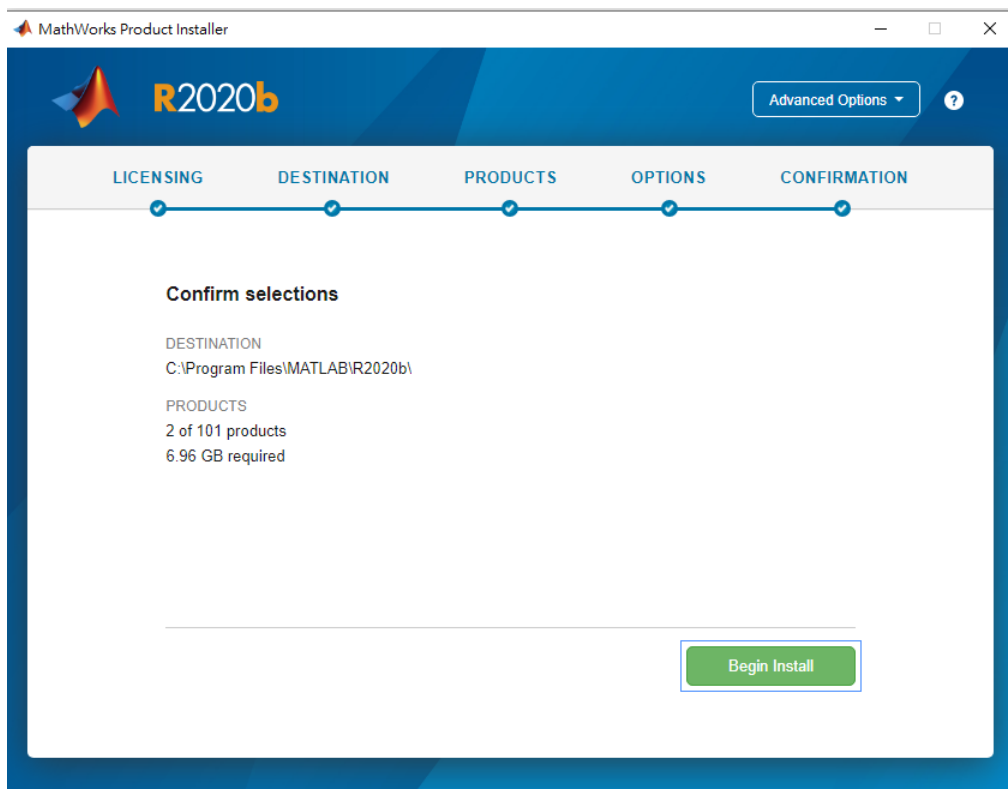 MathWorks Product Installer
R2020b
Advanced Options
?
LICENSING DESTINATION PRODUCTS OPTIONS CONFIRMATION
Confirm selections
DESTINATION
C:\Program Files\MATLAB\R2020b\
PRODUCTS
2 of 101 products
6.96 GB required
Begin Install